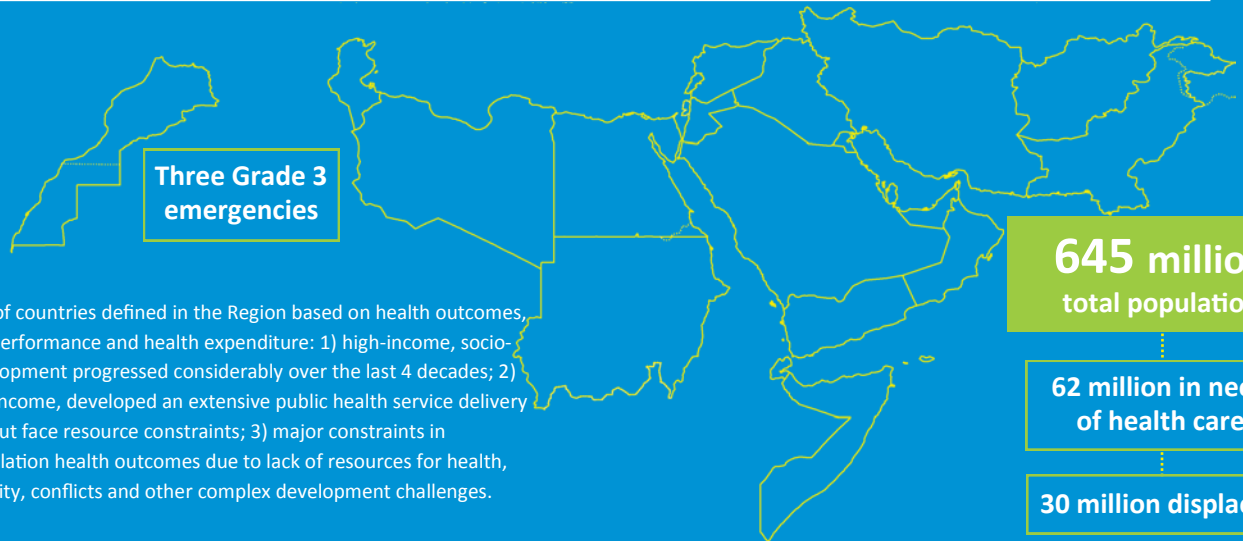 Three Grade 3
emergencies
645 millio
total populatio
of countries defined in the Region based on health outcomes,
erformance and health expenditure: 1) high-income, socio-
opment progressed considerably over the last 4 decades; 2)
ncome, developed an extensive public health service delivery
ut face resource constraints; 3) major constraints in
lation health outcomes due to lack of resources for health,
ity, conflicts and other complex development challenges.
62 million in nee
of health care
30 million displac